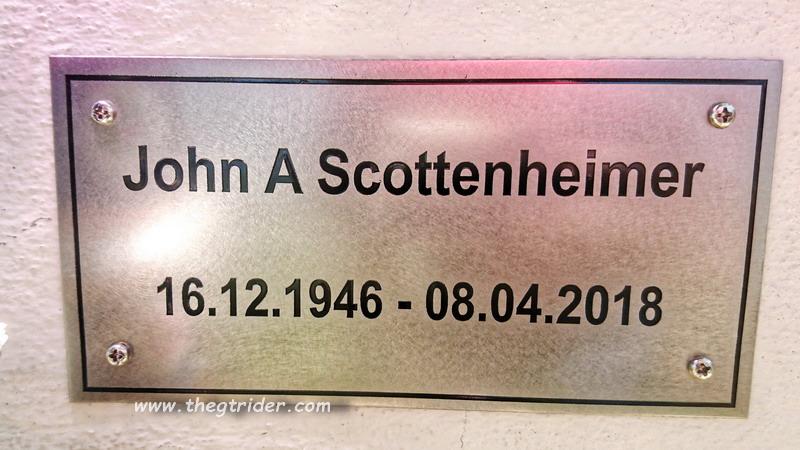 John A Scottenheimer
16.12.1946 - 08.04.2018
www.thegtrider.com